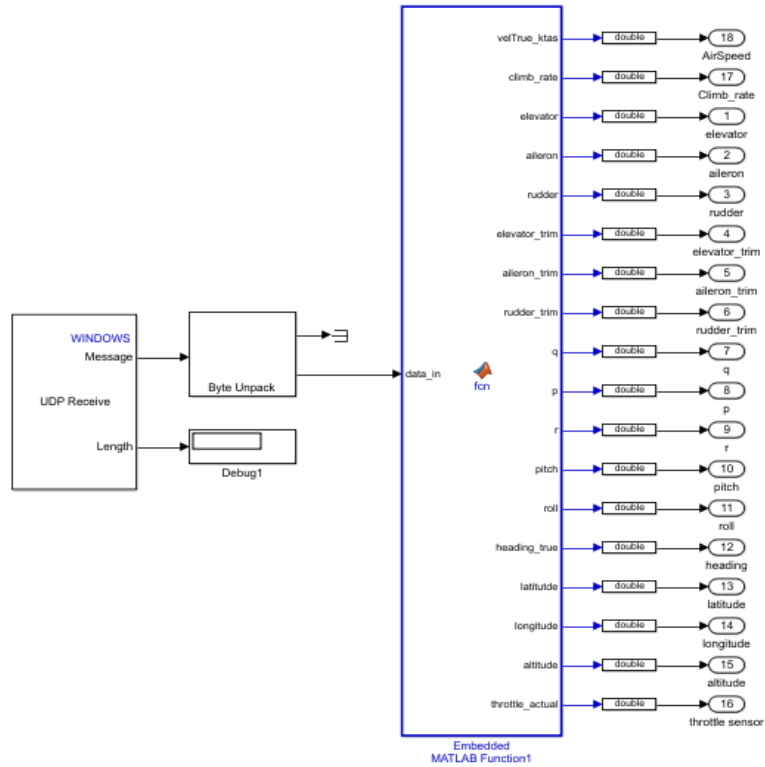 velTrue_ktas double 18
AirSpeed
climb_rate double 17
Climb_rate
elevator double 1
elevator
aileron double 2
aileron
rudder double 3
rudder
elevator_trim double 4
elevator_trim
aileron_trim double 5
aileron_trim
rudder_trim double 6
rudder_trim
WINDOWS
Message
UDP Receive
Length
Byte Unpack
Debug1
data_in
fcn
q double 7
q
p double 8
p
r double 9
r
pitch double 10
pitch
roll double 11
roll
heading_true double 12
heading
latitutde double 13
latitude
longitude double 14
longitude
altitude double 15
altitude
throttle_actual double 16
throttle sensor
Embedded
MATLAB Function1